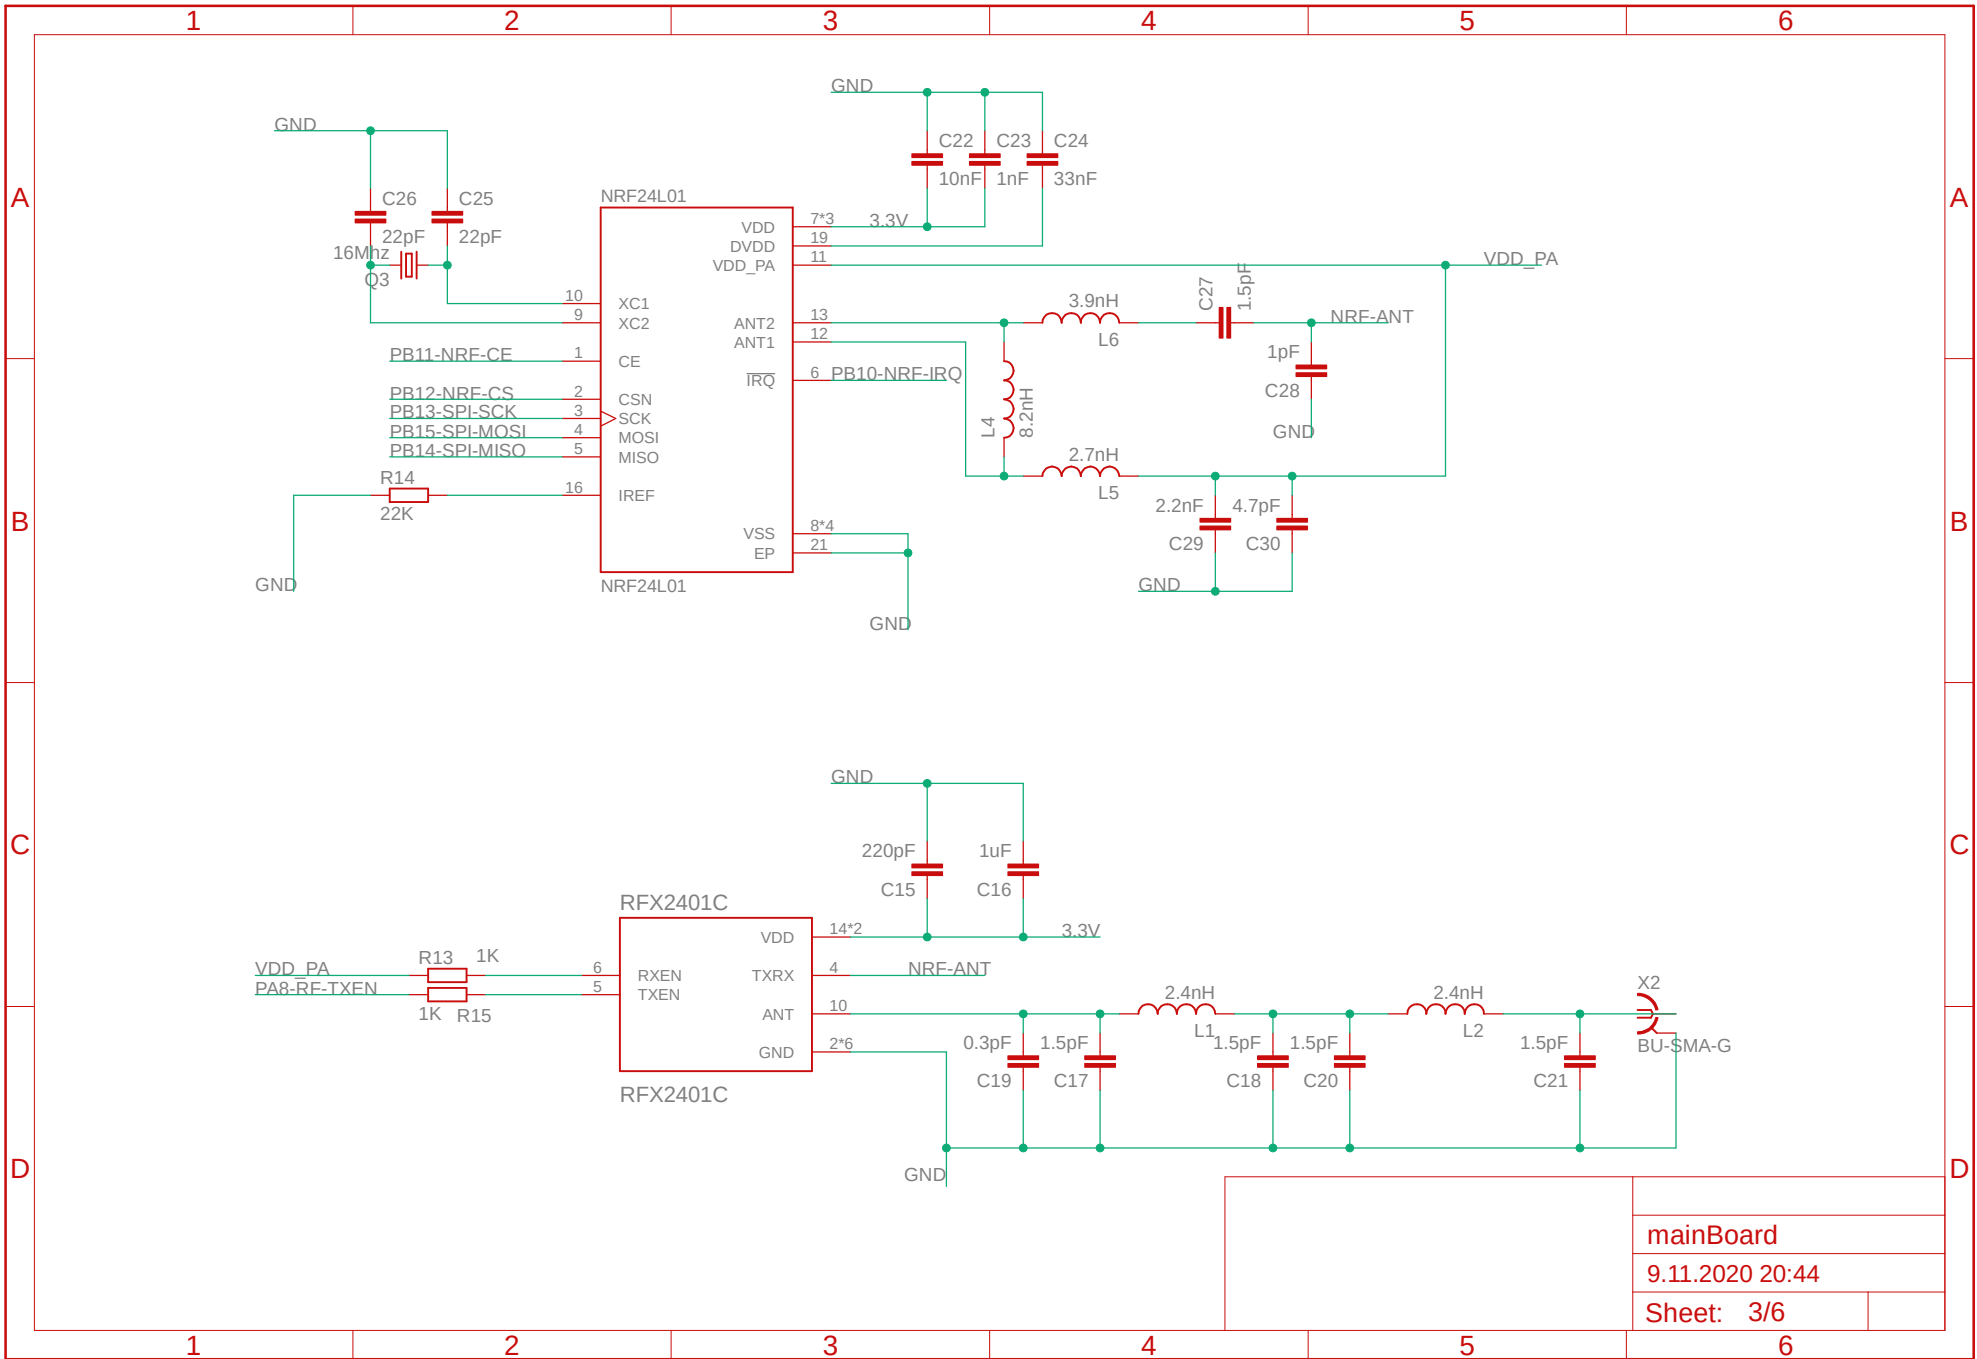 1 2 3 4 5 6
A A
B B
C C
D D
GND
C26
22pF
C25
22pF
16Mhz
Q3
GND
C22
10nF
C23
1nF
C24
33nF
NRF24L01
VDD 7*3 3.3V
DVDD 19
VDD_PA 11 VDD_PA
10 XC1
9 XC2
ANT2 13
ANT1 12
3.9nH
L6
C27
1.5pF
NRF-ANT
1pF
C28
GND
PB11-NRF-CE 1 CE
IRQ 6 PB10-NRF-IRQ
PB12-NRF-CS 2 CSN
PB13-SPI-SCK 3 SCK
PB15-SPI-MOSI 4 MOSI
PB14-SPI-MISO 5 MISO
L4
8.2nH
2.7nH
L5
R14
22K
16 IREF
GND
2.2nF
C29
4.7pF
C30
GND
VSS 8*4
EP 21
NRF24L01
GND
GND
220pF
C15
1uF
C16
RFX2401C
VDD 14*2 3.3V
VDD_PA R13 1K 6 RXEN
PA8-RF-TXEN 1K R15 5 TXEN
TXRX 4 NRF-ANT
ANT 10
GND 2*6
RFX2401C
0.3pF
C19
1.5pF
C17
2.4nH
L1
1.5pF
C18
1.5pF
C20
2.4nH
L2
1.5pF
C21
X2
BU-SMA-G
GND
mainBoard
9.11.2020 20:44
Sheet: 3/6
1 2 3 4 5 6